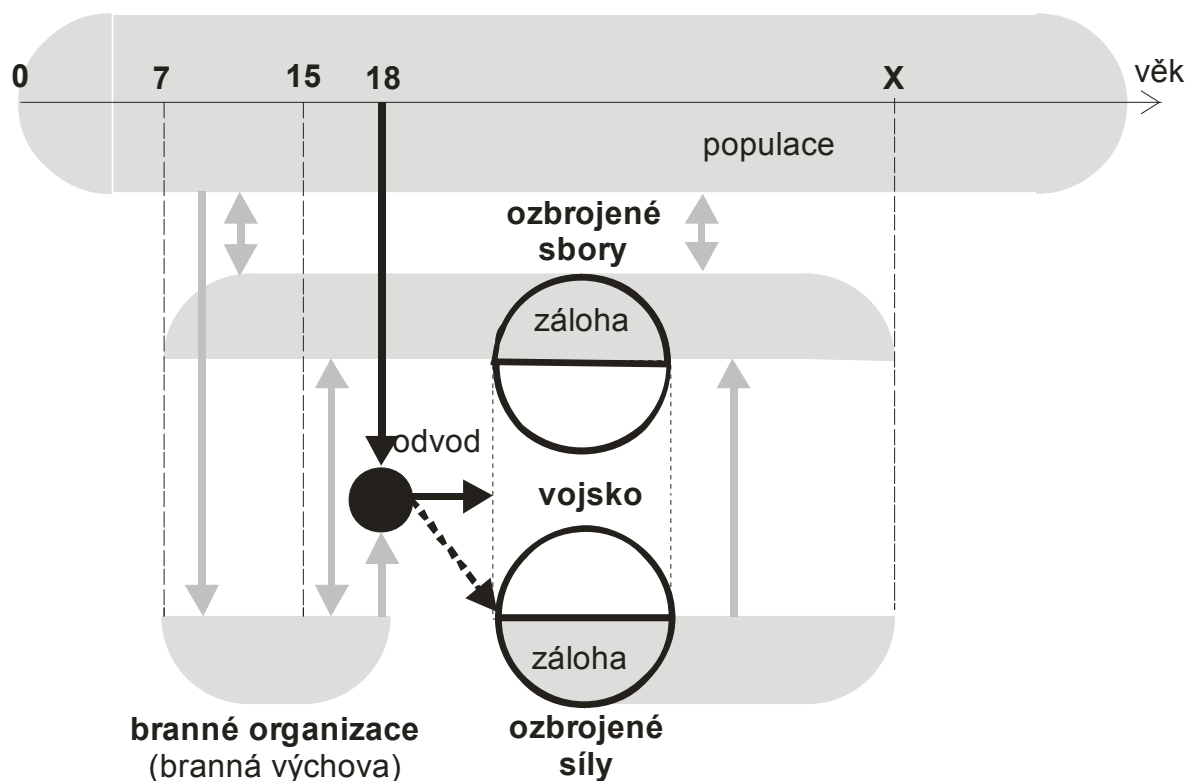 0
7
15
18
X
věk
populace
ozbrojené
sbory
záloha
odvod
vojsko
záloha
branné organizace
(branná výchova)
ozbrojené
síly